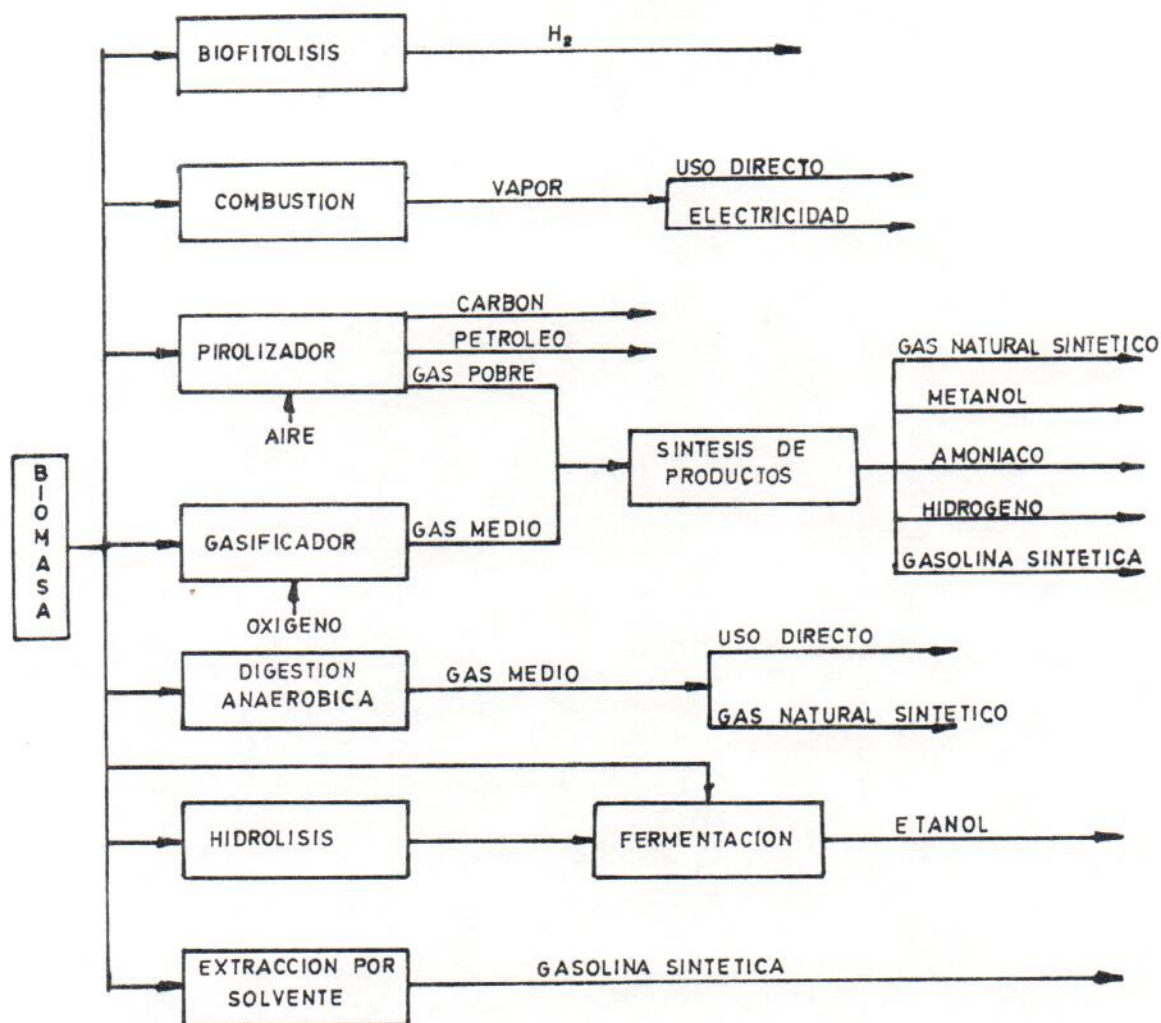 BIOFITOLISIS
H₂
COMBUSTION
VAPOR
USO DIRECTO
ELECTRICIDAD
PIROLIZADOR
CARBON
PETROLEO
GAS POBRE
AIRE
GAS NATURAL SINTETICO
METANOL
SINTESIS DE
PRODUCTOS
AMONIACO
HIDROGENO
GASOLINA SINTETICA
BIOMASA
GASIFICADOR
GAS MEDIO
OXIGENO
DIGESTION
ANAEROBICA
GAS MEDIO
USO DIRECTO
GAS NATURAL SINTETICO
HIDROLISIS
FERMENTACION
ETANOL
EXTRACCION POR
SOLVENTE
GASOLINA SINTETICA